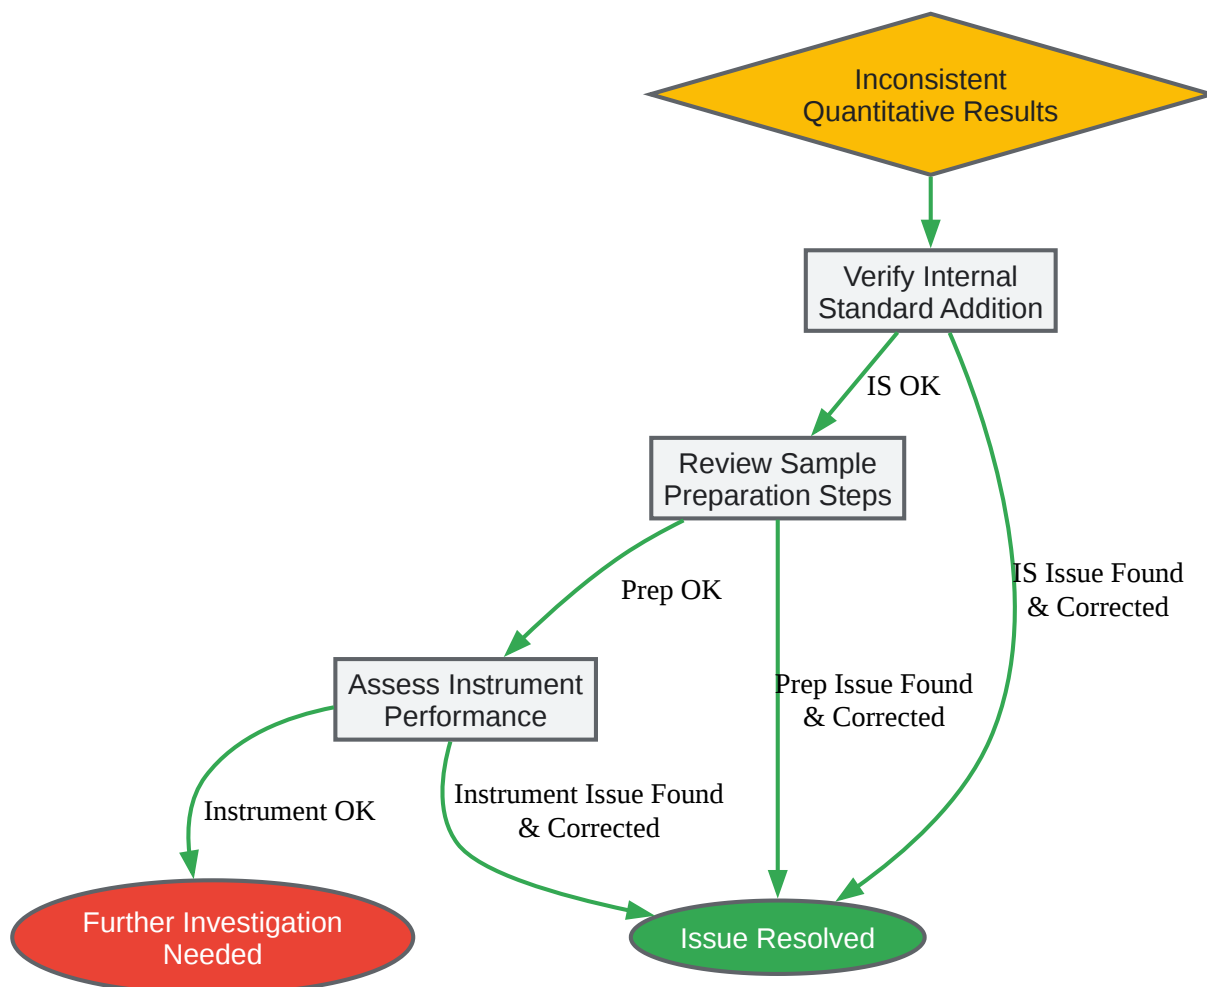 Inconsistent
Quantitative Results
Verify Internal
Standard Addition
IS OK
Review Sample
Preparation Steps
IS Issue Found
& Corrected
Prep OK
Prep Issue Found
& Corrected
Assess Instrument
Performance
Instrument OK
Instrument Issue Found
& Corrected
Further Investigation
Needed
Issue Resolved